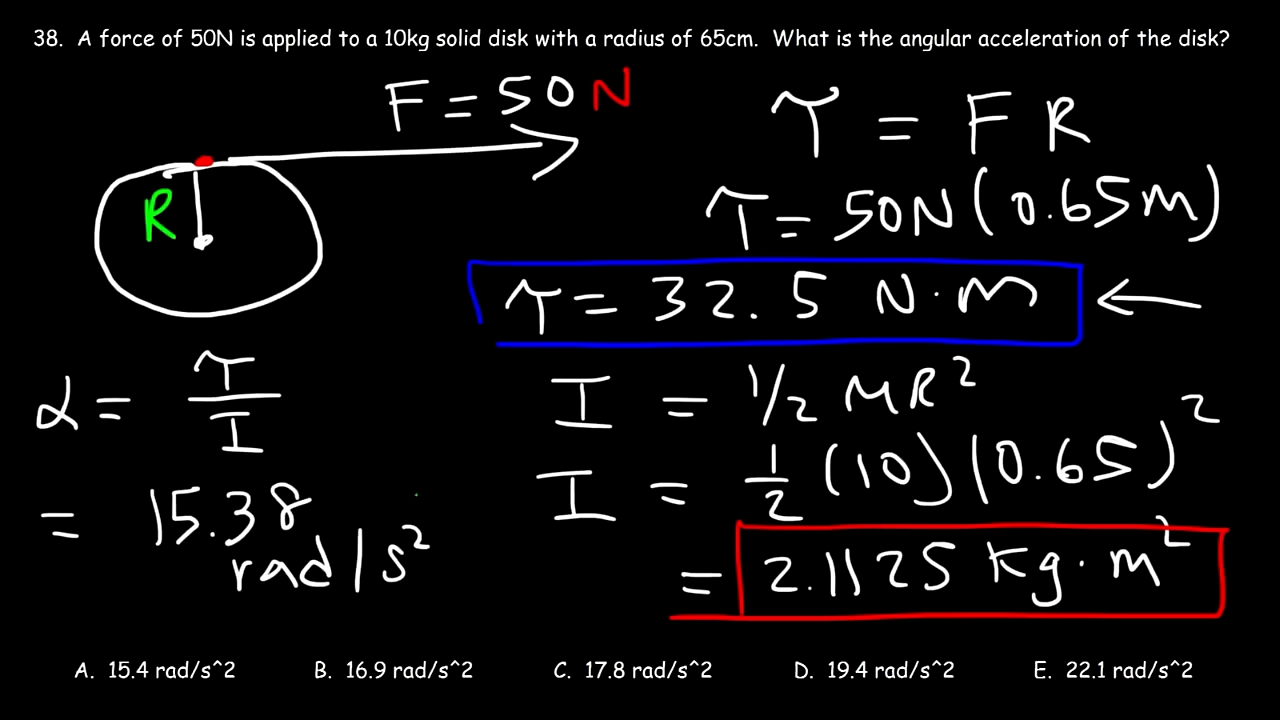 38. A force of 50N is applied to a 10kg solid disk with a radius of 65cm. What is the angular acceleration of the disk?
F = 50 N
R
τ = F R
τ = 50N (0.65m)
τ = 32.5 N·m
α = τ / I
= 15.38 rad/s²
I = 1/2 MR²
I = 1/2 (10)(0.65)²
= 2.1125 kg·m²
A. 15.4 rad/s^2 B. 16.9 rad/s^2 C. 17.8 rad/s^2 D. 19.4 rad/s^2 E. 22.1 rad/s^2